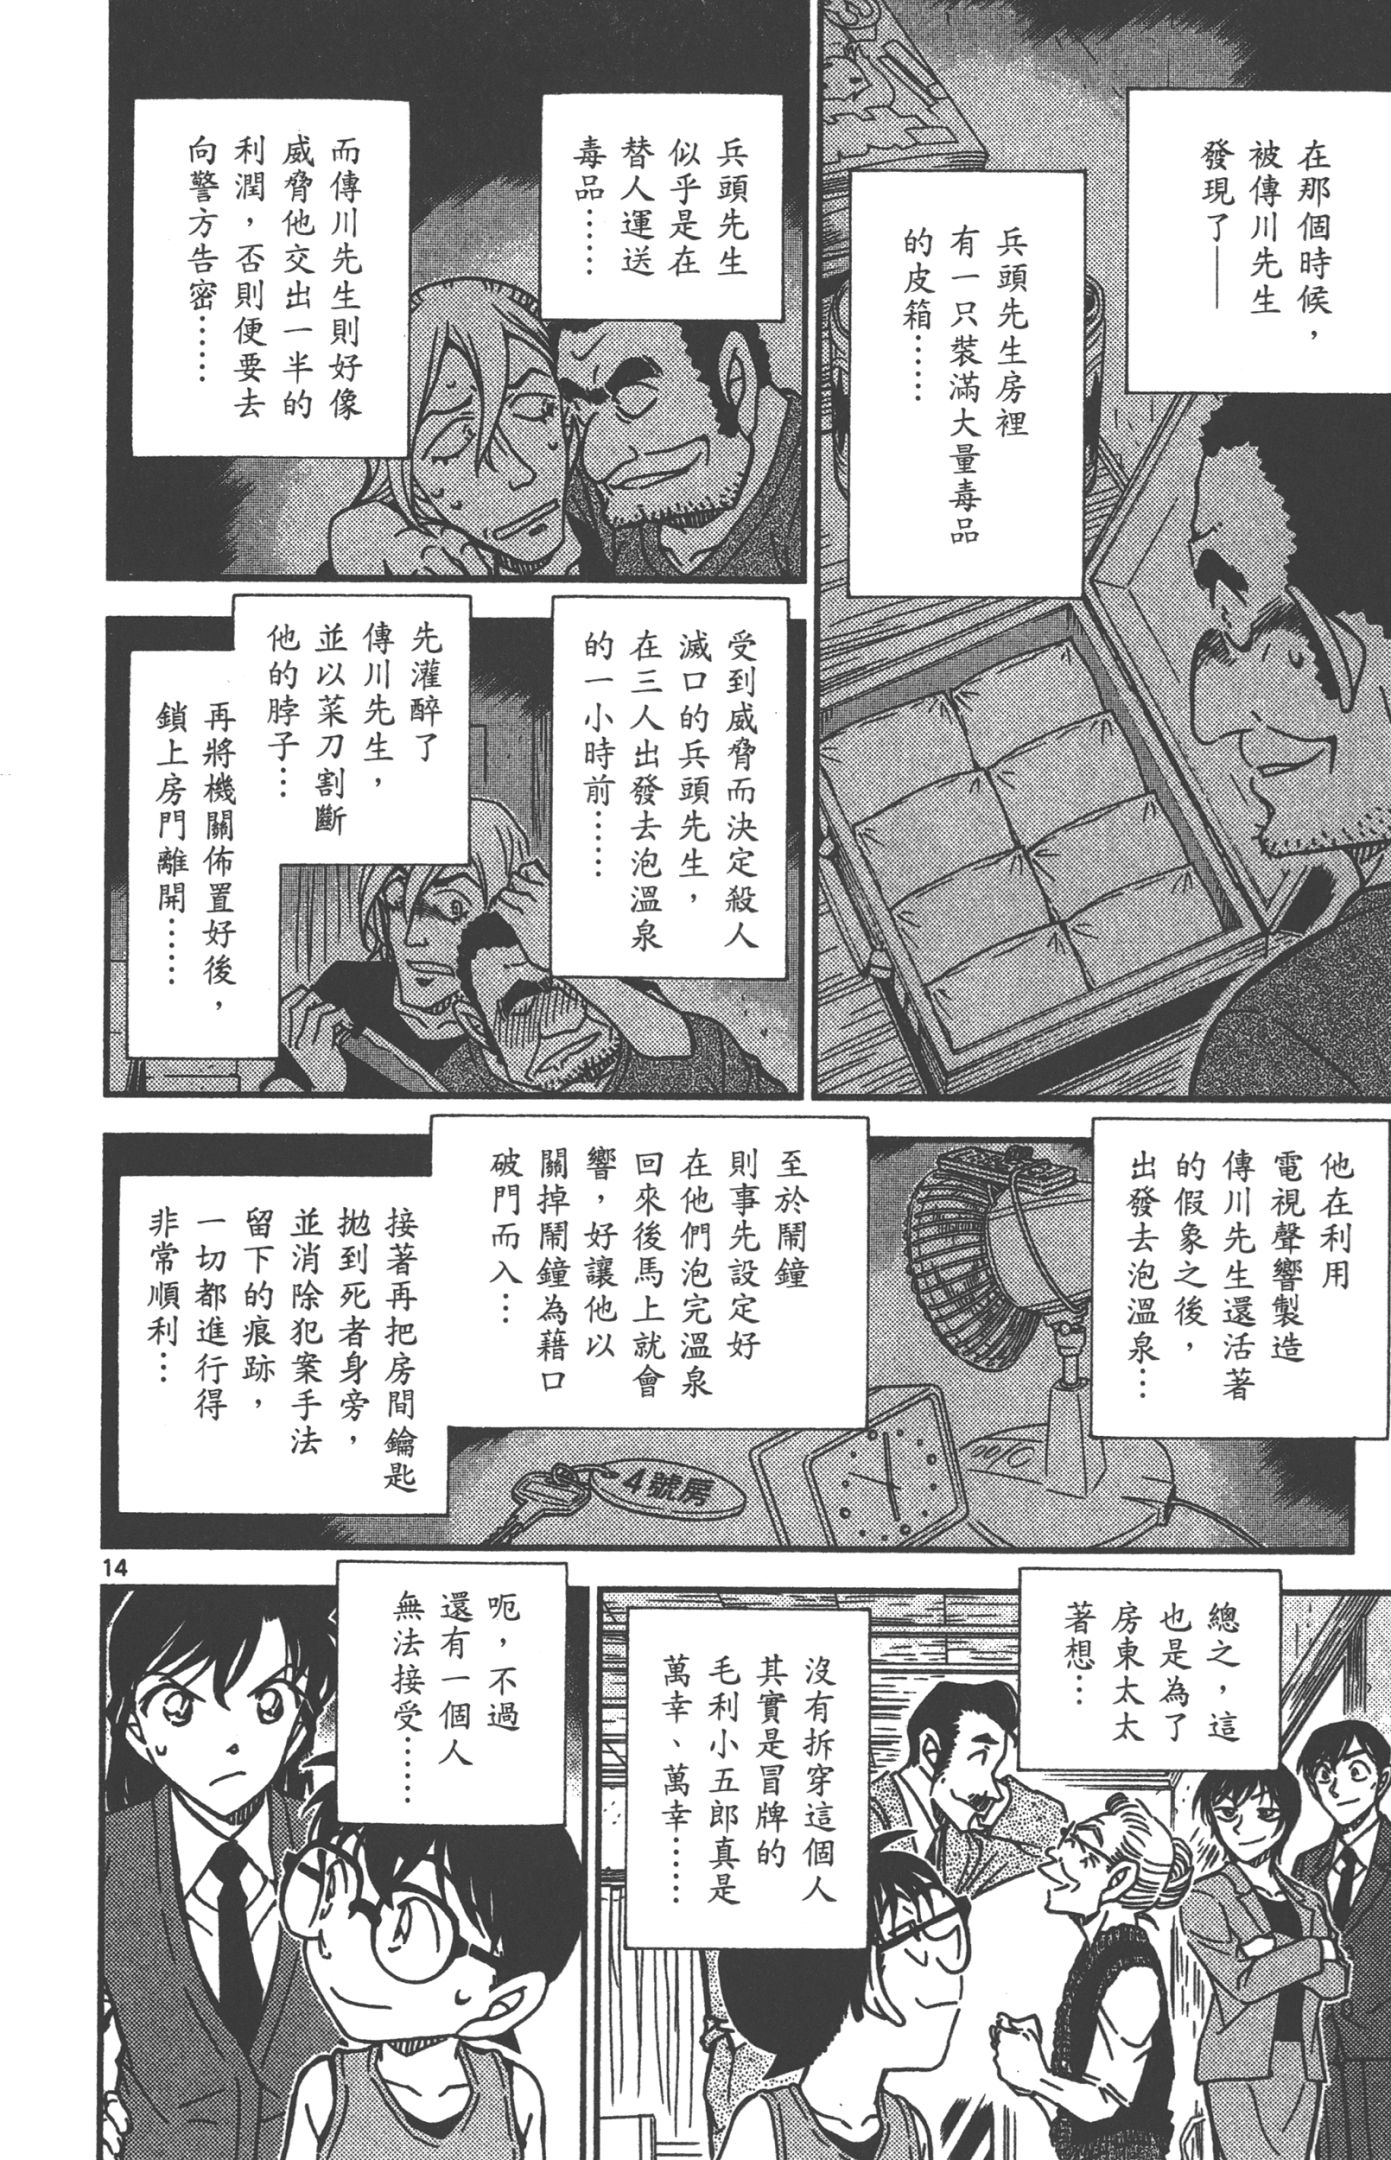 在那個時候，
被傳川先生
發現了——
兵頭先生房裡
有一只裝滿大量毒品
的皮箱……
兵頭先生
似乎是在
替人運送
毒品……
而傳川先生則好像
威脅他交出一半的
利潤，否則便要去
向警方告密……
受到威脅而決定殺人
滅口的兵頭先生，
在三人出發去泡溫泉
的一小時前……
先灌醉了
傳川先生，
並以菜刀割斷
他的脖子…
再將機關佈置好後，
鎖上房門離開……
他在利用
電視聲響製造
傳川先生還活著
的假象之後，
出發去泡溫泉…
至於鬧鐘
則事先設定好
在他們泡完溫泉
回來後馬上就會
響，好讓他以
關掉鬧鐘為藉口
破門而入…
接著再把房間鑰匙
拋到死者身旁，
並消除犯案手法
留下的痕跡，
一切都進行得
非常順利…
4號房
總之，這
也是為了
房東太太
著想…
沒有拆穿這個人
其實是冒牌的
毛利小五郎真是
萬幸、萬幸……
呃，不過
還有一個人
無法接受……
14